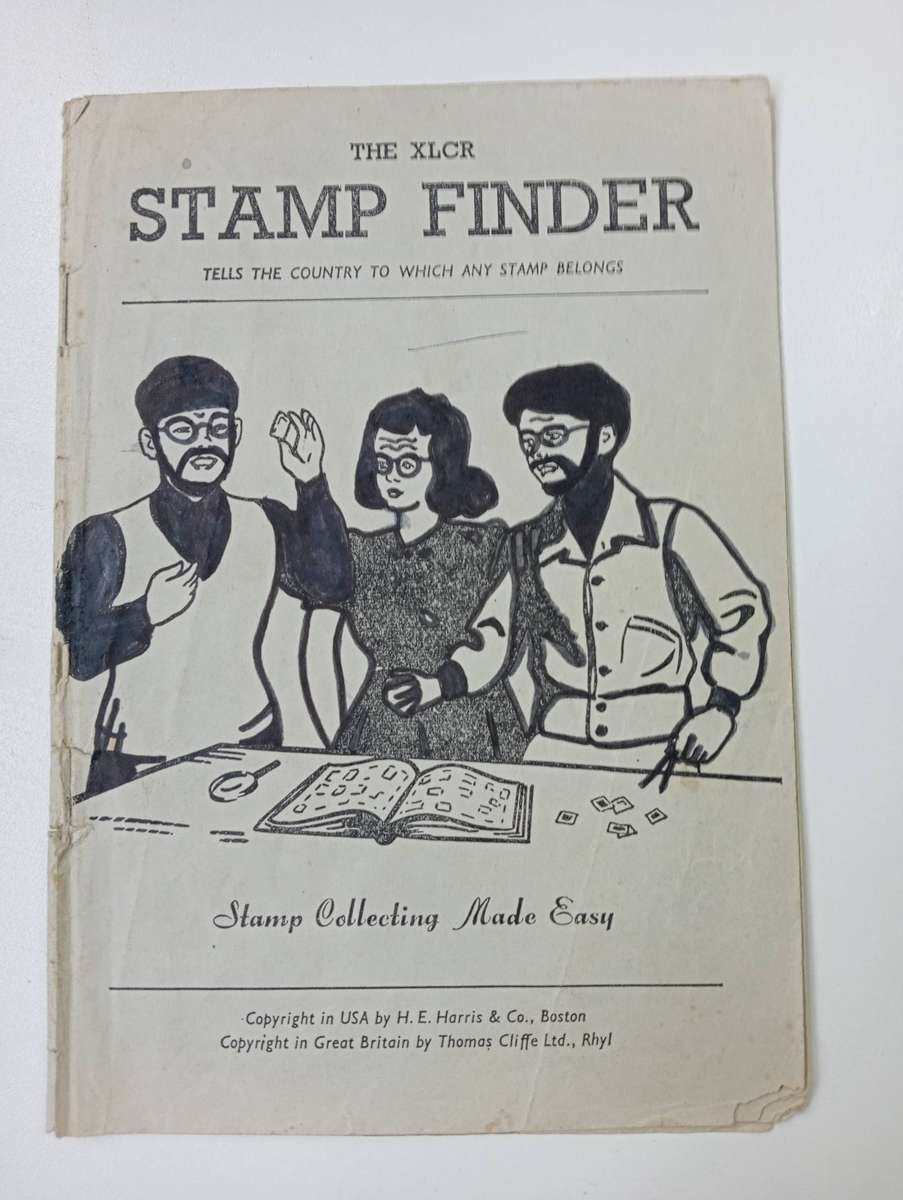 THE XLCR
STAMP FINDER
TELLS THE COUNTRY TO WHICH ANY STAMP BELONGS
Stamp Collecting Made Easy
Copyright in USA by H. E. Harris & Co., Boston
Copyright in Great Britain by Thomas Cliffe Ltd., Rhyl